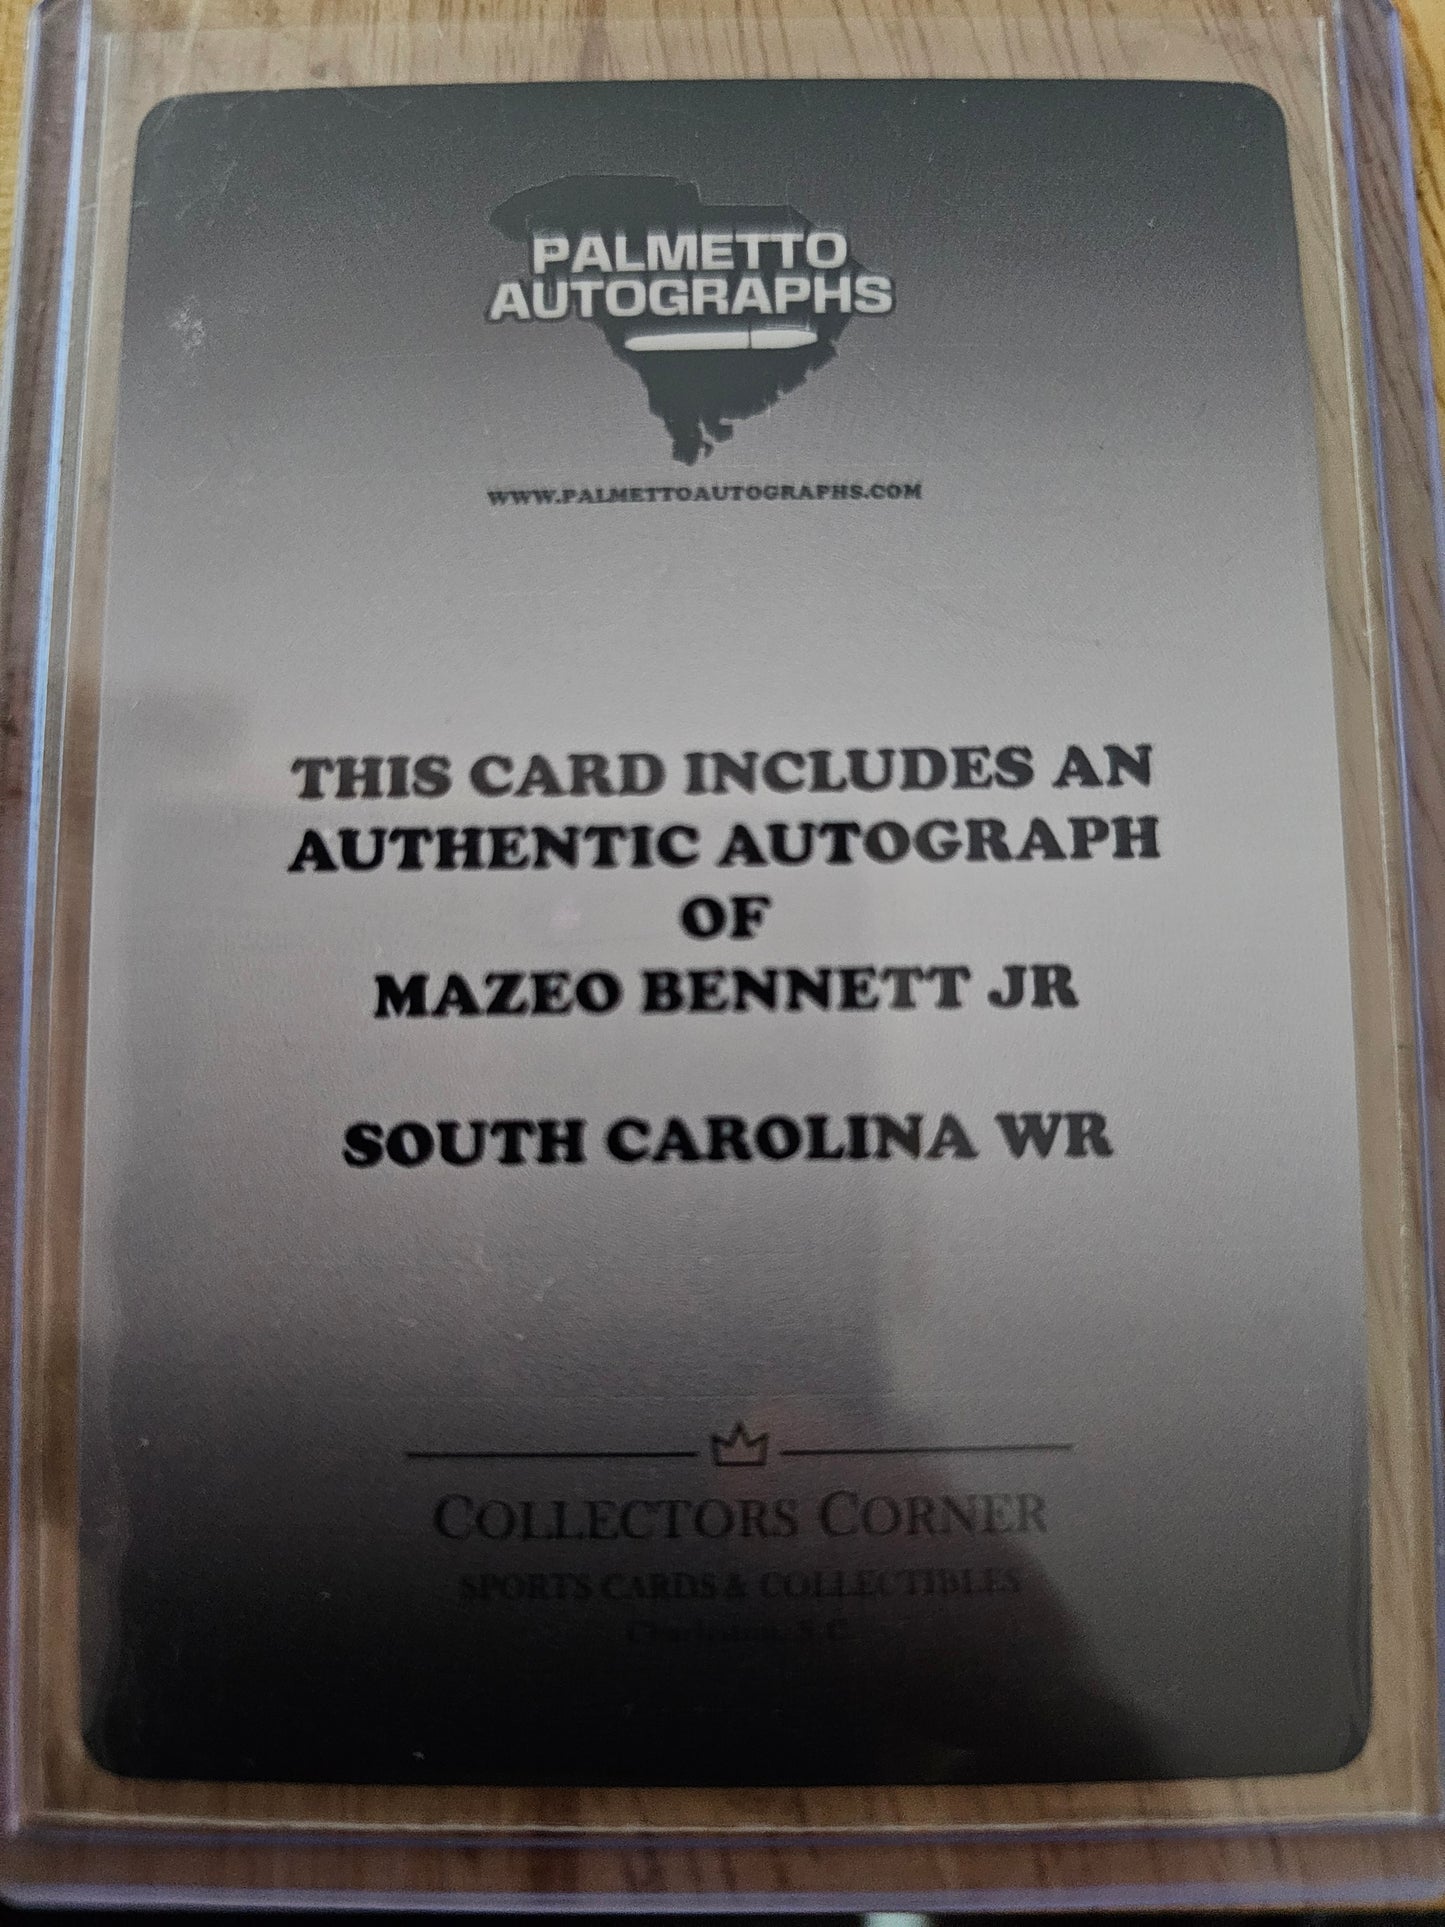 PALMETTO
AUTOGRAPHS
WWW.PALMETTOAUTOGRAPHS.COM
THIS CARD INCLUDES AN
AUTHENTIC AUTOGRAPH
OF
MAZEO BENNETT JR
SOUTH CAROLINA WR
COLLECTORS CORNER
SPORTS CARDS & COLLECTIBLES
Charleston, S.C